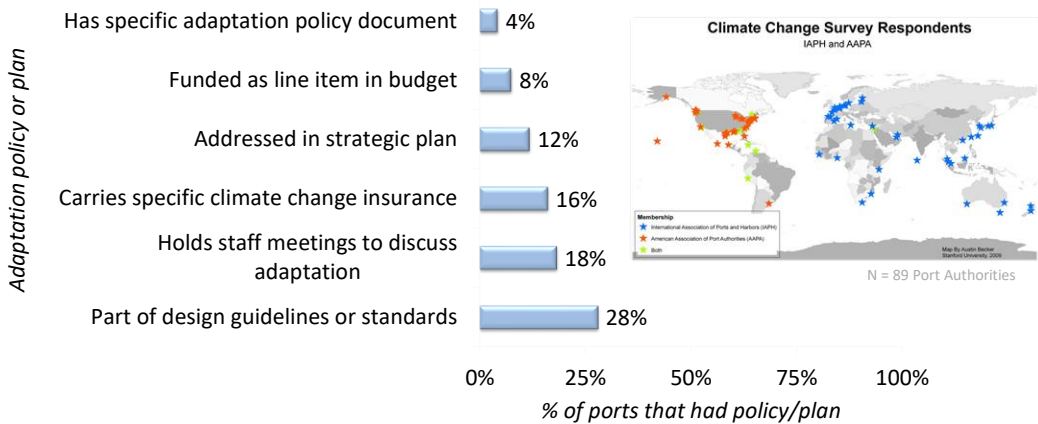 Adaptation policy or plan
Has specific adaptation policy document
4%
Funded as line item in budget
8%
Addressed in strategic plan
12%
Carries specific climate change insurance
16%
Holds staff meetings to discuss
adaptation
18%
Part of design guidelines or standards
28%
0%
25%
50%
75%
100%
% of ports that had policy/plan
Climate Change Survey Respondents
IAPH and AAPA
Membership
International Association of Ports and Harbors (IAPH)
American Association of Port Authorities (AAPA)
Both
Map By Austin Becker
Stanford University, 2009
N = 89 Port Authorities